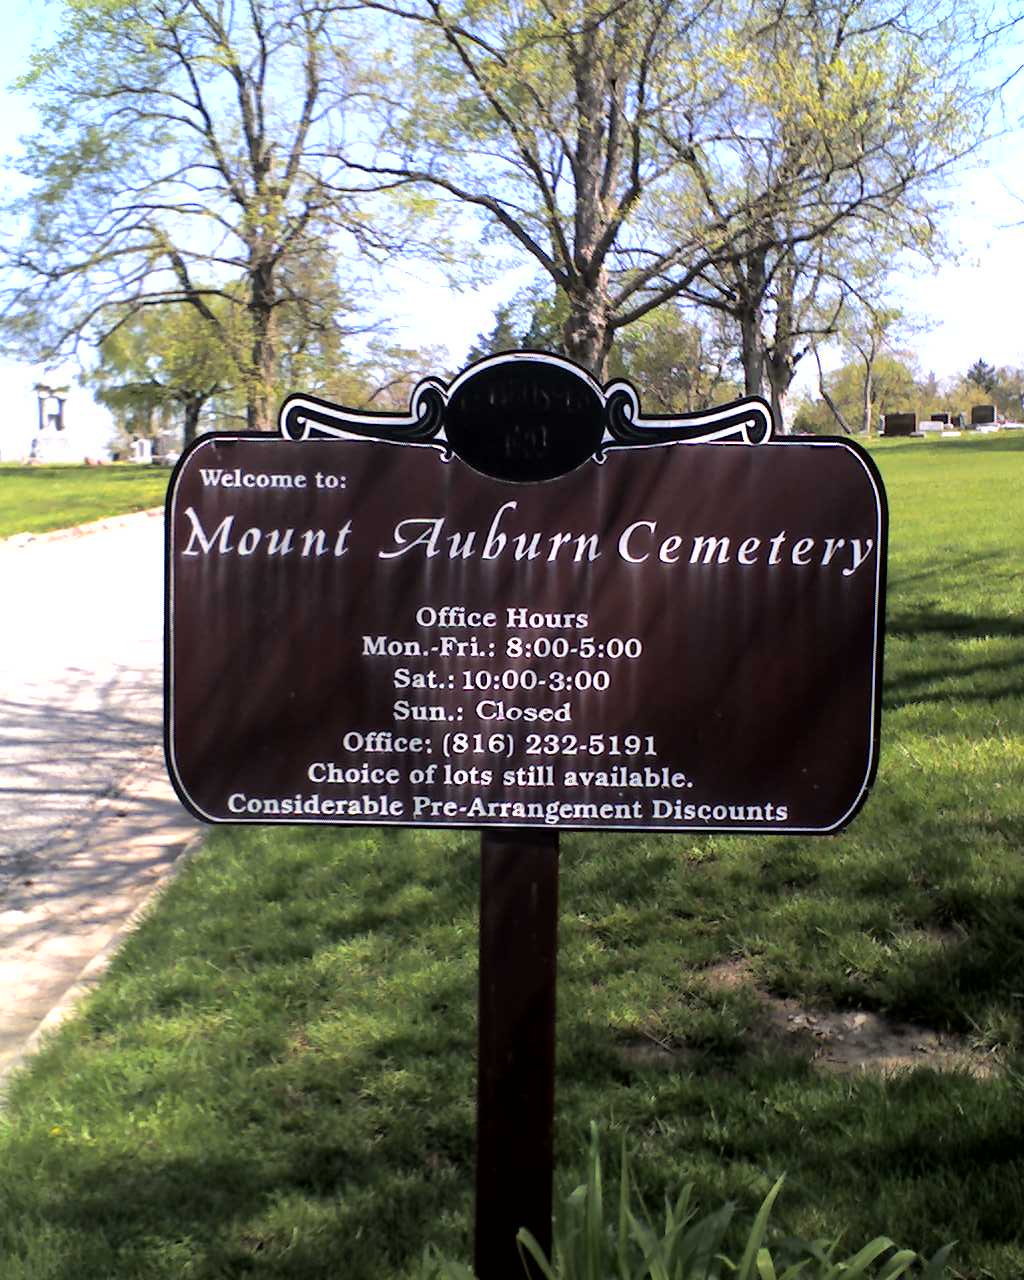 Welcome to:
Mount Auburn Cemetery
Office Hours
Mon.-Fri.: 8:00-5:00
Sat.: 10:00-3:00
Sun.: Closed
Office: (816) 232-5191
Choice of lots still available.
Considerable Pre-Arrangement Discounts